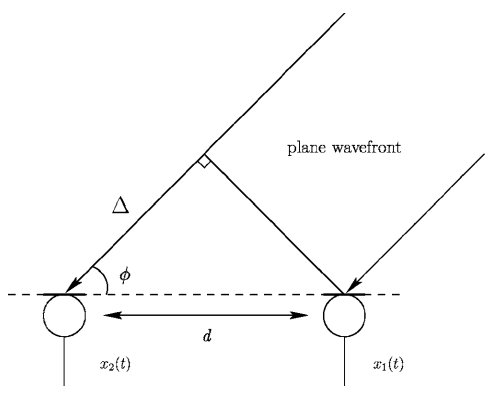 plane wavefront
Δ
ϕ
d
x₂(t)
x₁(t)